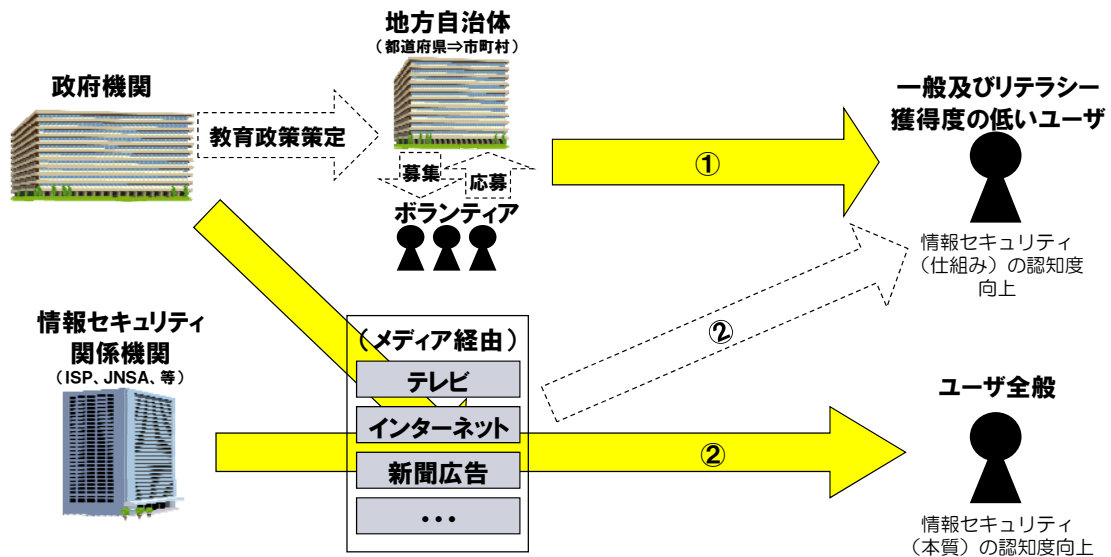 地方自治体
(都道府県⇒市町村)
政府機関
教育政策策定
募集
応募
ボランティア
①
一般及びリテラシー
獲得度の低いユーザ
情報セキュリティ
(仕組み)の認知度
向上
情報セキュリティ
関係機関
(ISP、JNSA、等)
(メディア経由)
テレビ
インターネット
新聞広告
・・・
②
②
ユーザ全般
情報セキュリティ
(本質)の認知度向上